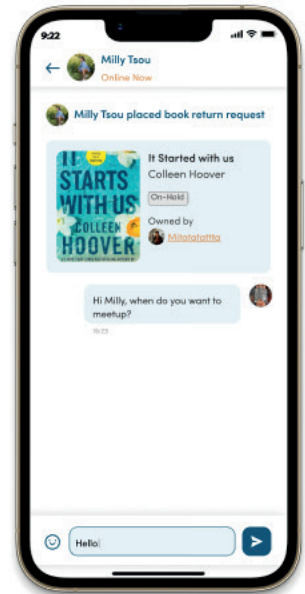 9:22
Milly Tsou
Online Now
Milly Tsou placed book return request
IT
STARTS
WITH US
COLLEEN
HOOVER
It Started with us
Colleen Hoover
On-Hold
Owned by
Hi Milly, when do you want to
meetup?
Hello